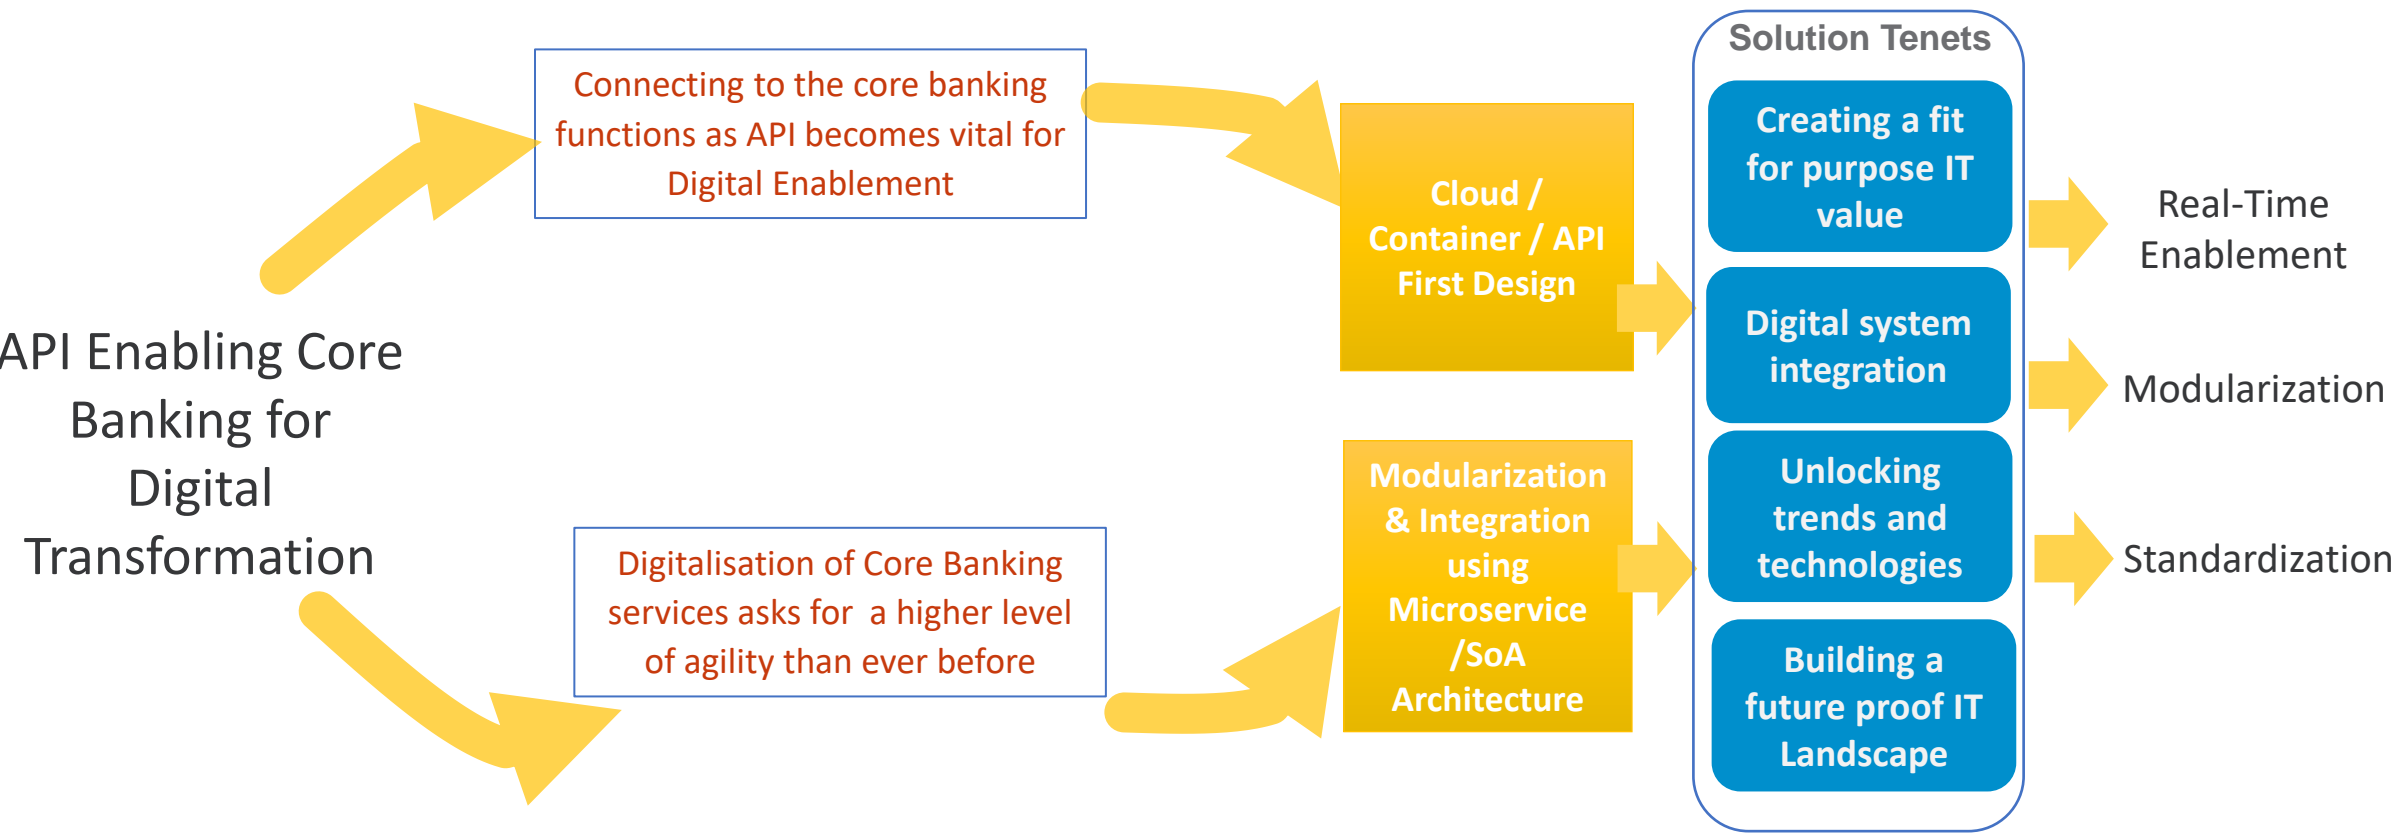 API Enabling Core
Banking for
Digital
Transformation
Connecting to the core banking
functions as API becomes vital for
Digital Enablement
Digitalisation of Core Banking
services asks for  a higher level
of agility than ever before
Cloud /
Container / API
First Design
Modularization
& Integration
using
Microservice
/SoA
Architecture
Solution Tenets
Creating a fit
for purpose IT
value
Digital system
integration
Unlocking
trends and
technologies
Building a
future proof IT
Landscape
Real-Time
Enablement
Modularization
Standardization